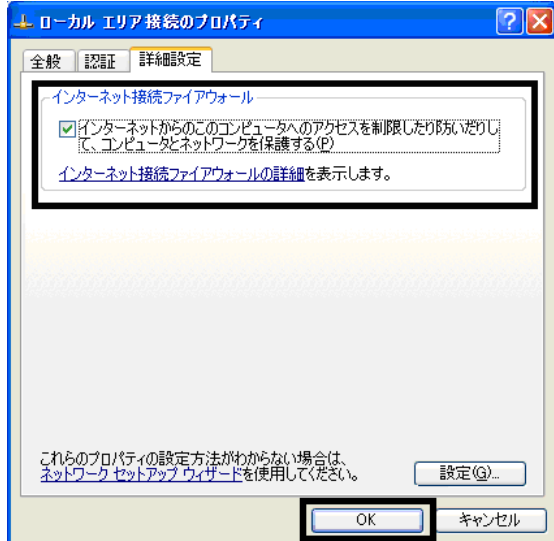 ローカル エリア接続のプロパティ
全般 認証 詳細設定
インターネット接続ファイアウォール
インターネットからのこのコンピュータへのアクセスを制限したり防いだりし
て、コンピュータとネットワークを保護する(P)
インターネット接続ファイアウォールの詳細を表示します。
これらのプロパティの設定方法がわからない場合は、
ネットワーク セットアップ ウィザードを使用してください。
設定(G)...
OK キャンセル